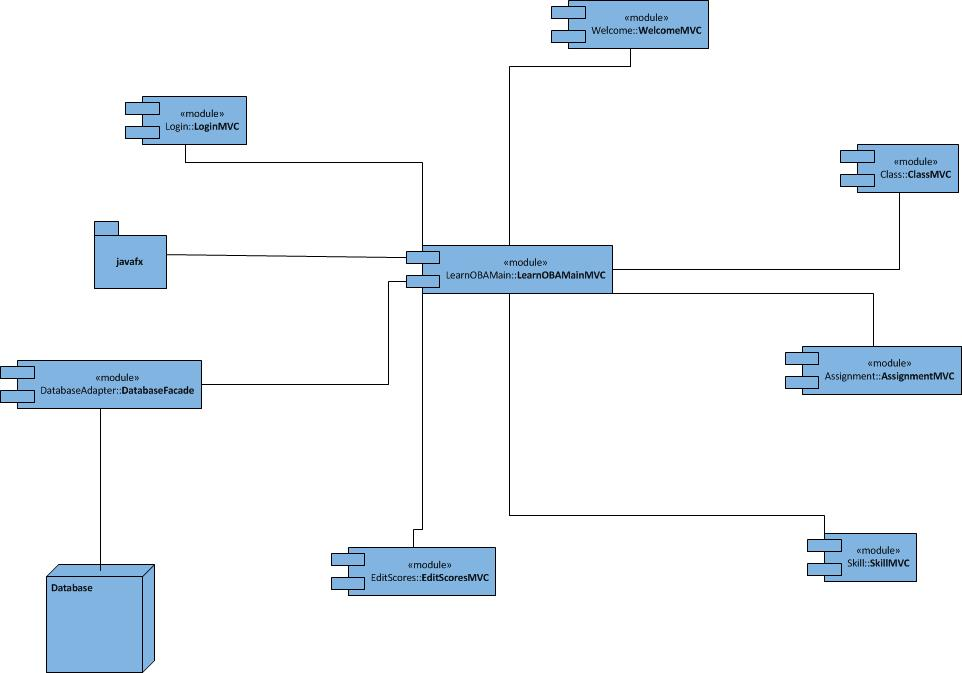 «module»
Welcome::WelcomeMVC
«module»
Login::LoginMVC
«module»
Class::ClassMVC
javafx
«module»
LearnOBAMain::LearnOBAMainMVC
«module»
DatabaseAdapter::DatabaseFacade
«module»
Assignment::AssignmentMVC
«module»
EditScores::EditScoresMVC
«module»
Skill::SkillMVC
Database